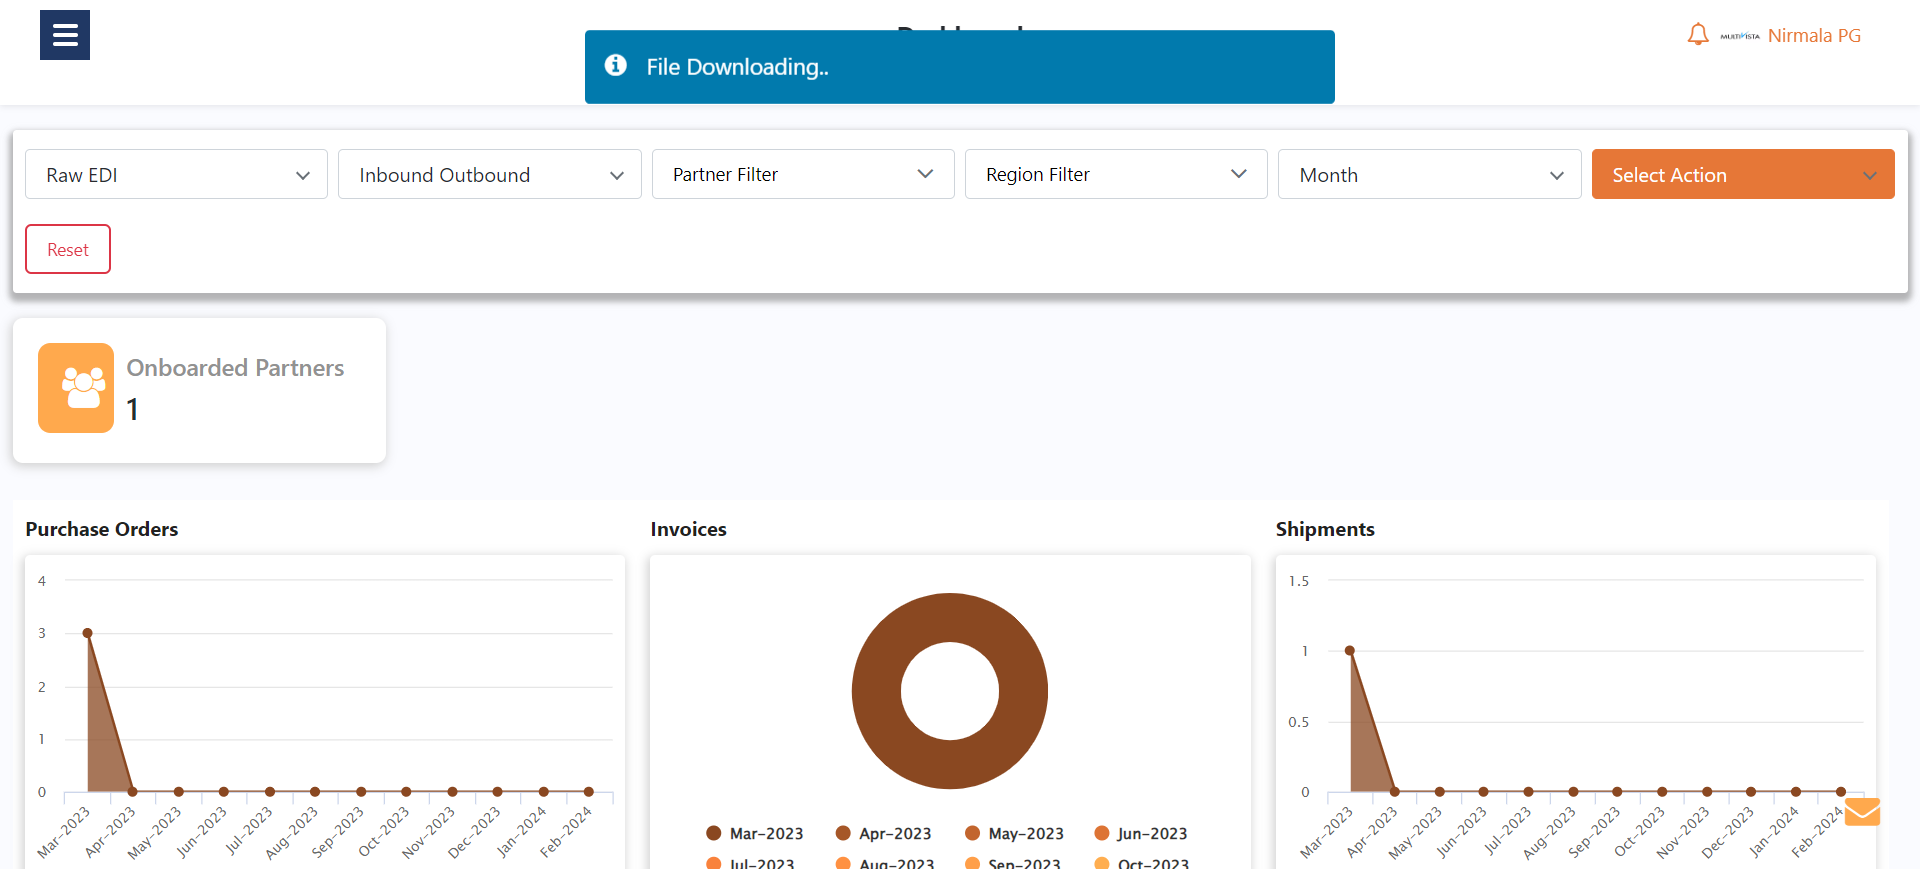 File Downloading..
MULTIVISTA
Nirmala PG
Raw EDI
Inbound Outbound
Partner Filter
Region Filter
Month
Select Action
Reset
Onboarded Partners
1
Purchase Orders
4
3
2
1
0
Mar-2023
Apr-2023
May-2023
Jun-2023
Jul-2023
Aug-2023
Sep-2023
Oct-2023
Nov-2023
Dec-2023
Jan-2024
Feb-2024
Invoices
Mar-2023 Apr-2023 May-2023 Jun-2023
Jul-2023 Aug-2023 Sep-2023 Oct-2023
Shipments
1.5
1
0.5
0
Mar-2023
Apr-2023
May-2023
Jun-2023
Jul-2023
Aug-2023
Sep-2023
Oct-2023
Nov-2023
Dec-2023
Jan-2024
Feb-2024